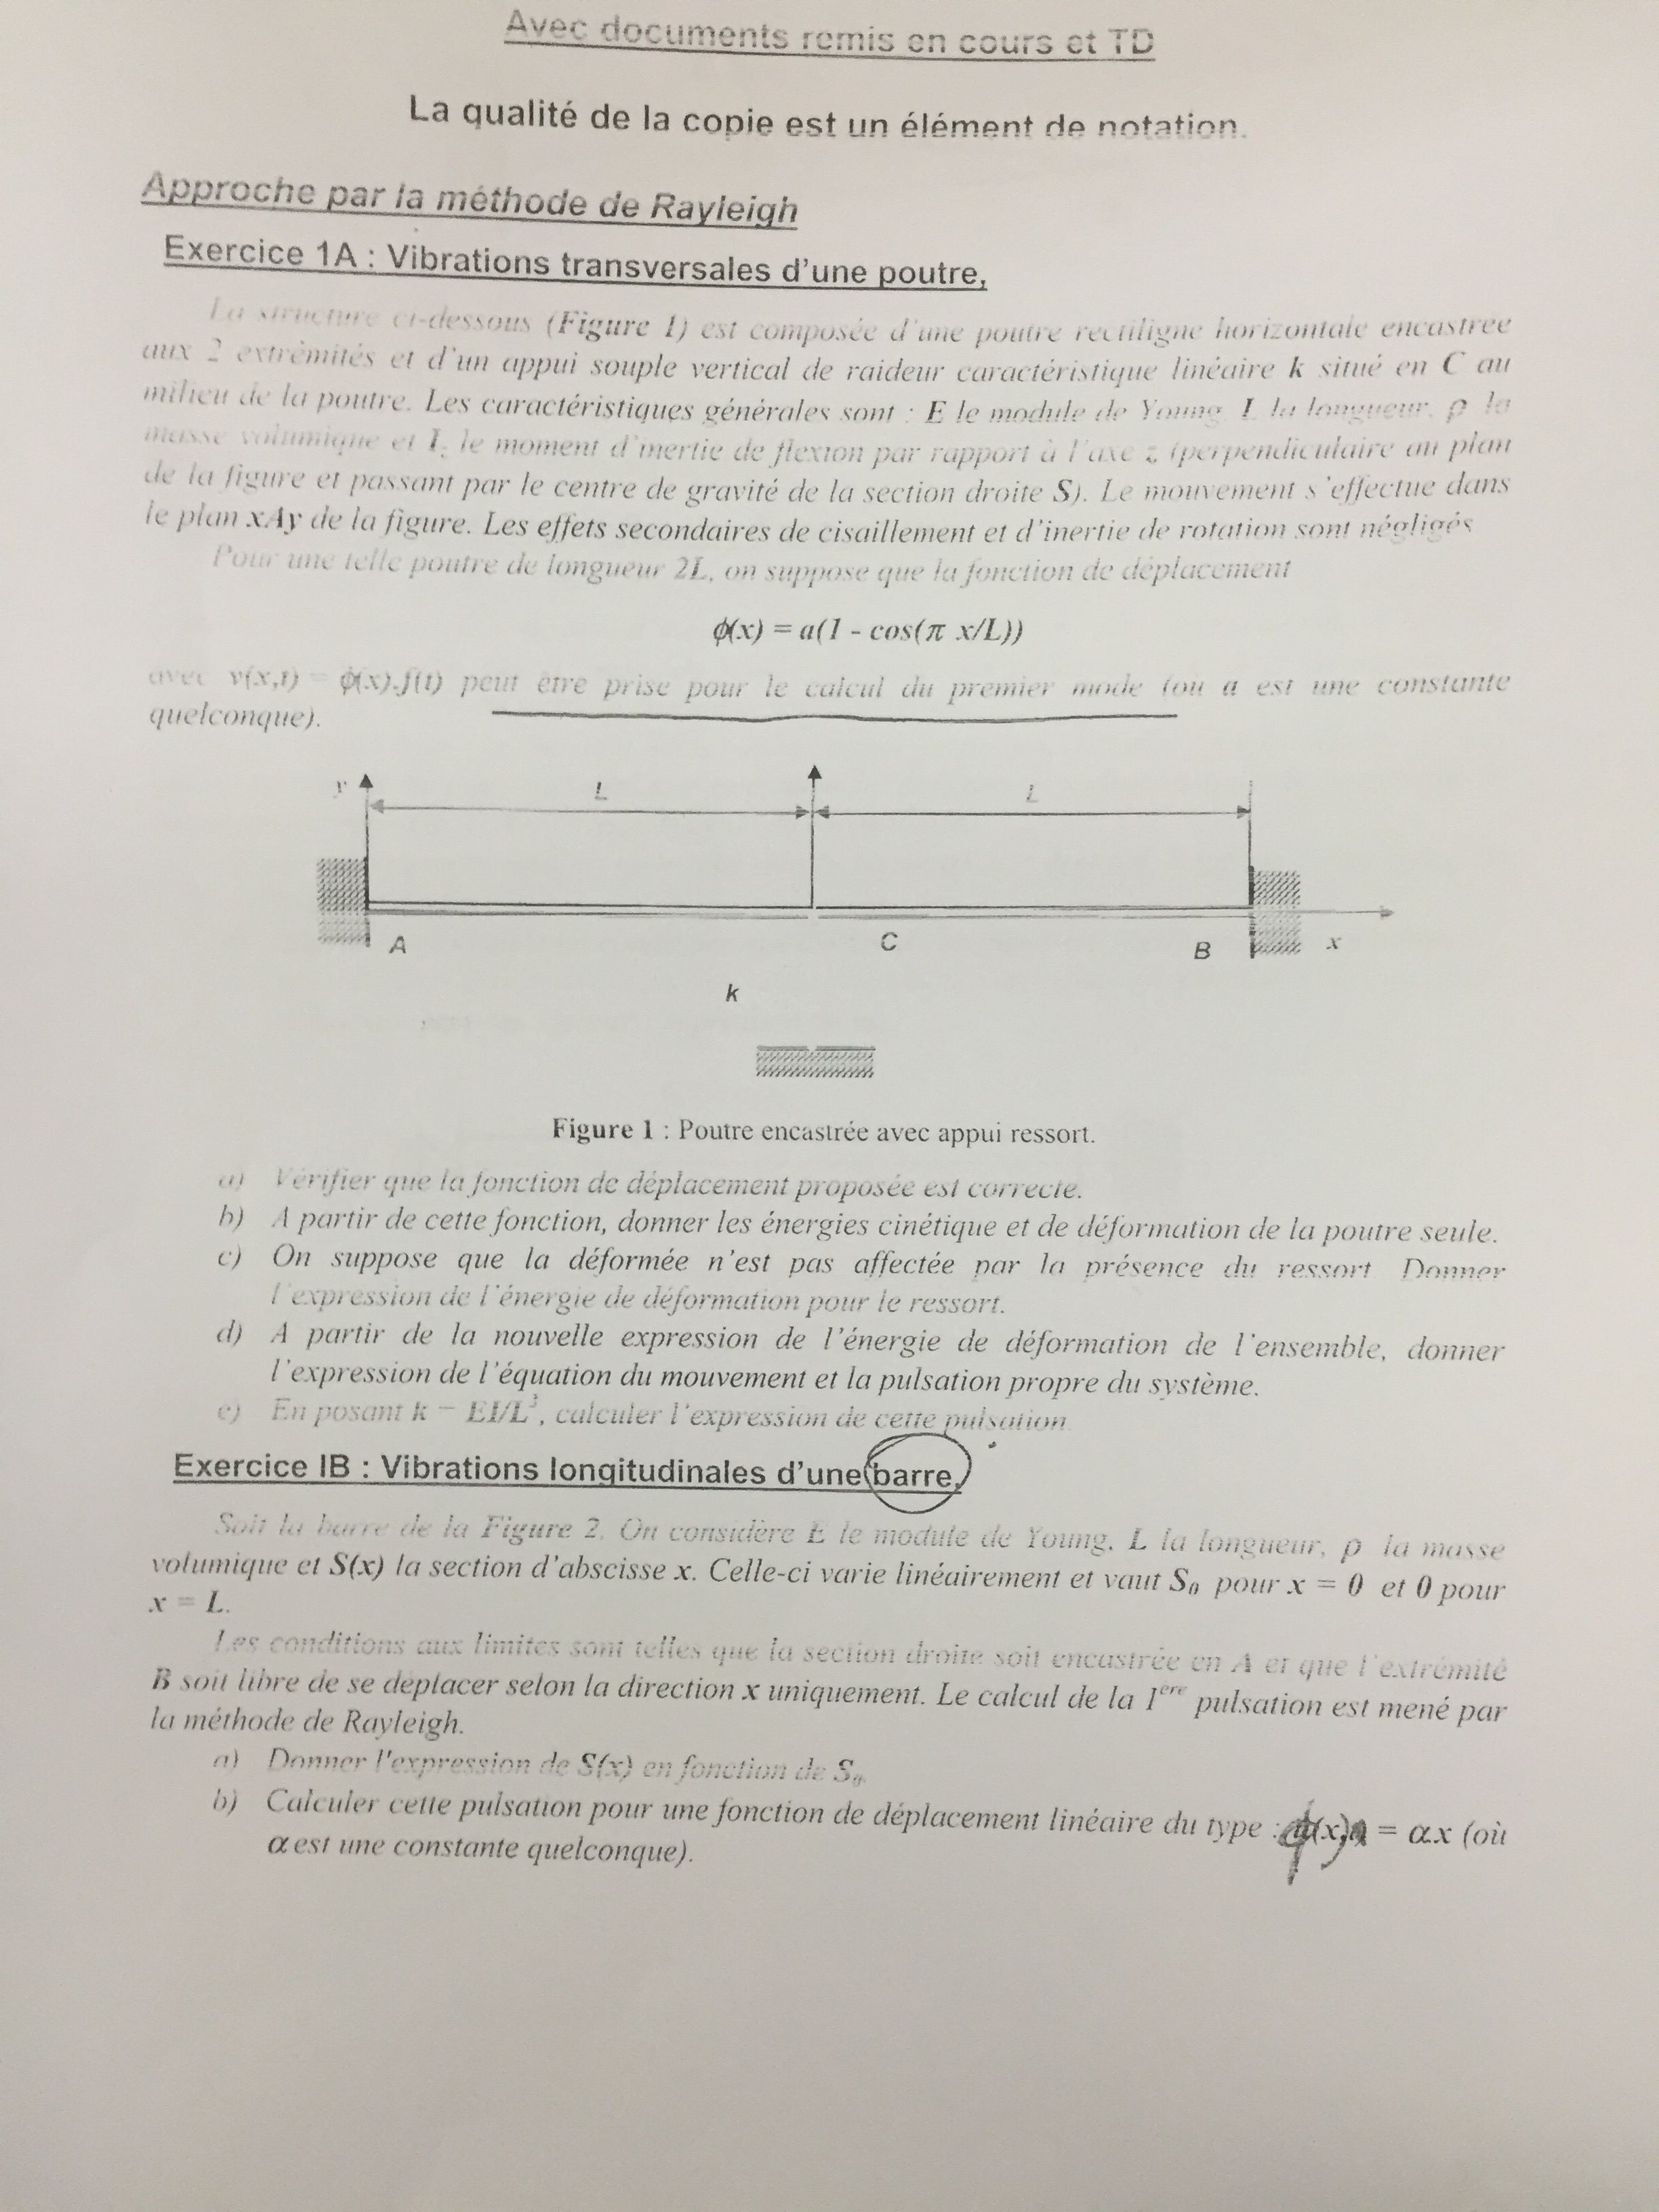 Avec documents remis en cours et TD
La qualité de la copie est un élément de notation.
Approche par la méthode de Rayleigh
Exercice 1A : Vibrations transversales d'une poutre,
La structure ci-dessous (Figure 1) est composée d'une poutre rectiligne horizontale encastrée
aux 2 extrémités et d'un appui souple vertical de raideur caractéristique linéaire k situé en C au
milieu de la poutre. Les caractéristiques générales sont : E le module de Young, L la longueur, ρ la
masse volumique et Iz le moment d'inertie de flexion par rapport à l'axe z (perpendiculaire au plan
de la figure et passant par le centre de gravité de la section droite S). Le mouvement s'effectue dans
le plan xAy de la figure. Les effets secondaires de cisaillement et d'inertie de rotation sont négligés
Pour une telle poutre de longueur 2L, on suppose que la fonction de déplacement
ϕ(x) = a(1 - cos(π x/L))
avec v(x,t) = ϕ(x).f(t) peut être prise pour le calcul du premier mode (où a est une constante
quelconque).
y L L
A C B x
k
Figure 1 : Poutre encastrée avec appui ressort.
a) Vérifier que la fonction de déplacement proposée est correcte.
b) A partir de cette fonction, donner les énergies cinétique et de déformation de la poutre seule.
c) On suppose que la déformée n'est pas affectée par la présence du ressort. Donner
l'expression de l'énergie de déformation pour le ressort.
d) A partir de la nouvelle expression de l'énergie de déformation de l'ensemble, donner
l'expression de l'équation du mouvement et la pulsation propre du système.
e) En posant k = EI/L³, calculer l'expression de cette pulsation.
Exercice IB : Vibrations longitudinales d'une barre,
Soit la barre de la Figure 2. On considère E le module de Young, L la longueur, ρ la masse
volumique et S(x) la section d'abscisse x. Celle-ci varie linéairement et vaut S₀ pour x = 0 et 0 pour
x = L.
Les conditions aux limites sont telles que la section droite soit encastrée en A et que l'extrémité
B soit libre de se déplacer selon la direction x uniquement. Le calcul de la 1ère pulsation est mené par
la méthode de Rayleigh.
a) Donner l'expression de S(x) en fonction de S₀.
b) Calculer cette pulsation pour une fonction de déplacement linéaire du type : ϕ(x) = α.x (où
α est une constante quelconque).